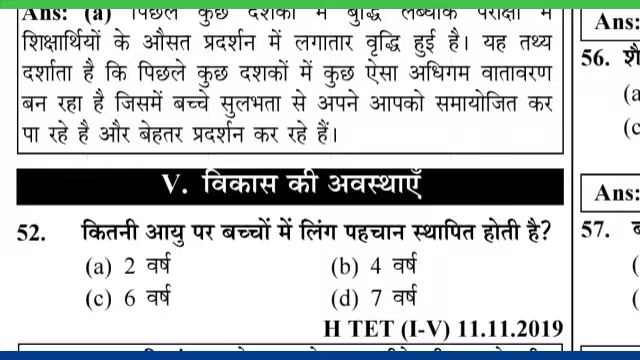 Ans: (a) पिछले कुछ दशकों में बुद्धि लब्धांक परीक्षा में
शिक्षार्थियों के औसत प्रदर्शन में लगातार वृद्धि हुई है। यह तथ्य
दर्शाता है कि पिछले कुछ दशकों में कुछ ऐसा अधिगम वातावरण
बन रहा है जिसमें बच्चे सुलभता से अपने आपको समायोजित कर
पा रहे है और बेहतर प्रदर्शन कर रहे हैं।
V. विकास की अवस्थाएँ
52. कितनी आयु पर बच्चों में लिंग पहचान स्थापित होती है?
(a) 2 वर्ष (b) 4 वर्ष
(c) 6 वर्ष (d) 7 वर्ष
H TET (I-V) 11.11.2019
Ans:
56.
(a
(c
Ans:
57.